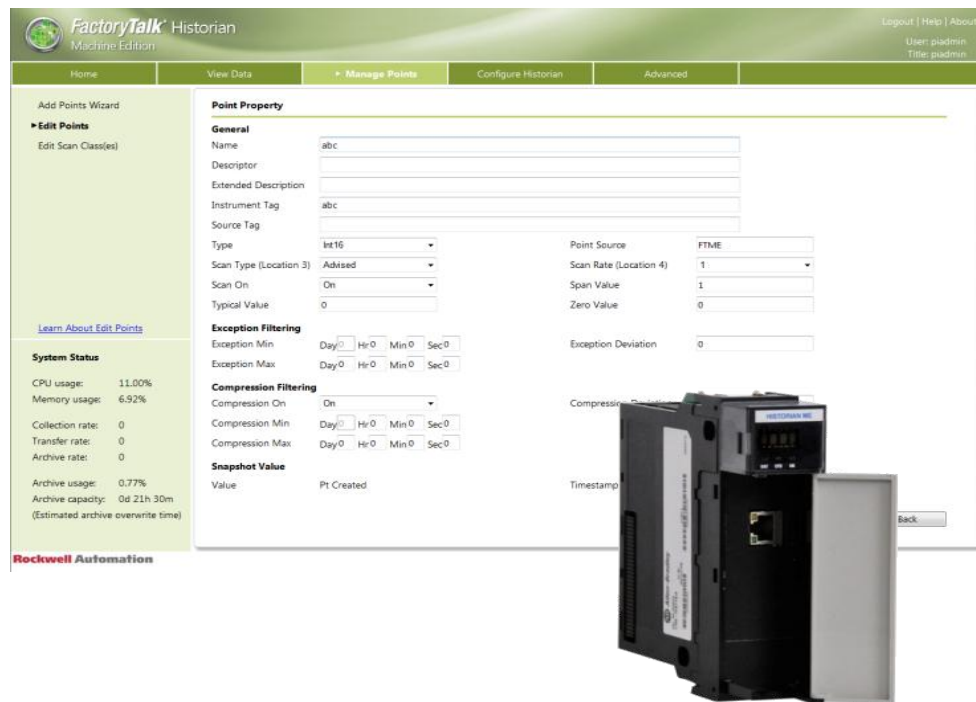 FactoryTalk Historian
Machine Edition
Logout | Help | About
User: piadmin
Title: piadmin
Home View Data Manage Points Configure Historian Advanced
Add Points Wizard
Edit Points
Edit Scan Class(es)
Learn About Edit Points
System Status
CPU usage: 11.00%
Memory usage: 6.92%
Collection rate: 0
Transfer rate: 0
Archive rate: 0
Archive usage: 0.77%
Archive capacity: 0d 21h 30m
(Estimated archive overwrite time)
Point Property
General
Name abc
Descriptor
Extended Description
Instrument Tag abc
Source Tag
Type Int16 Point Source FTME
Scan Type (Location 3) Advised Scan Rate (Location 4) 1
Scan On On Span Value 1
Typical Value 0 Zero Value 0
Exception Filtering
Exception Min Day 0 Hr 0 Min 0 Sec 0 Exception Deviation 0
Exception Max Day 0 Hr 0 Min 0 Sec 0
Compression Filtering
Compression On On Compression
Compression Min Day 0 Hr 0 Min 0 Sec 0
Compression Max Day 0 Hr 0 Min 0 Sec 0
Snapshot Value
Value Pt Created Timestamp
Back
Rockwell Automation
HISTORIAN ME
Allen-Bradley